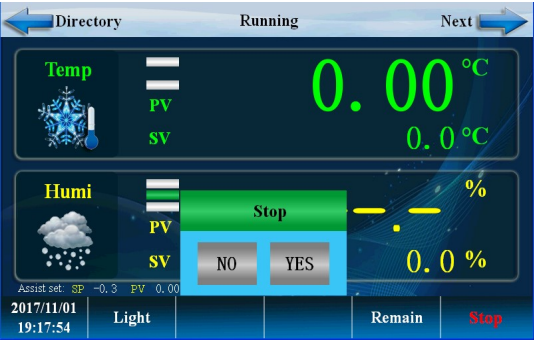 Directory
Running
Next
Temp
0.00 °C
PV
SV
0.0 °C
Humi
%
Stop
--.-
PV
NO
YES
SV
0.0 %
Assist set: SP -0.3 PV 0.00
2017/11/01
19:17:54
Light
Remain
Stop